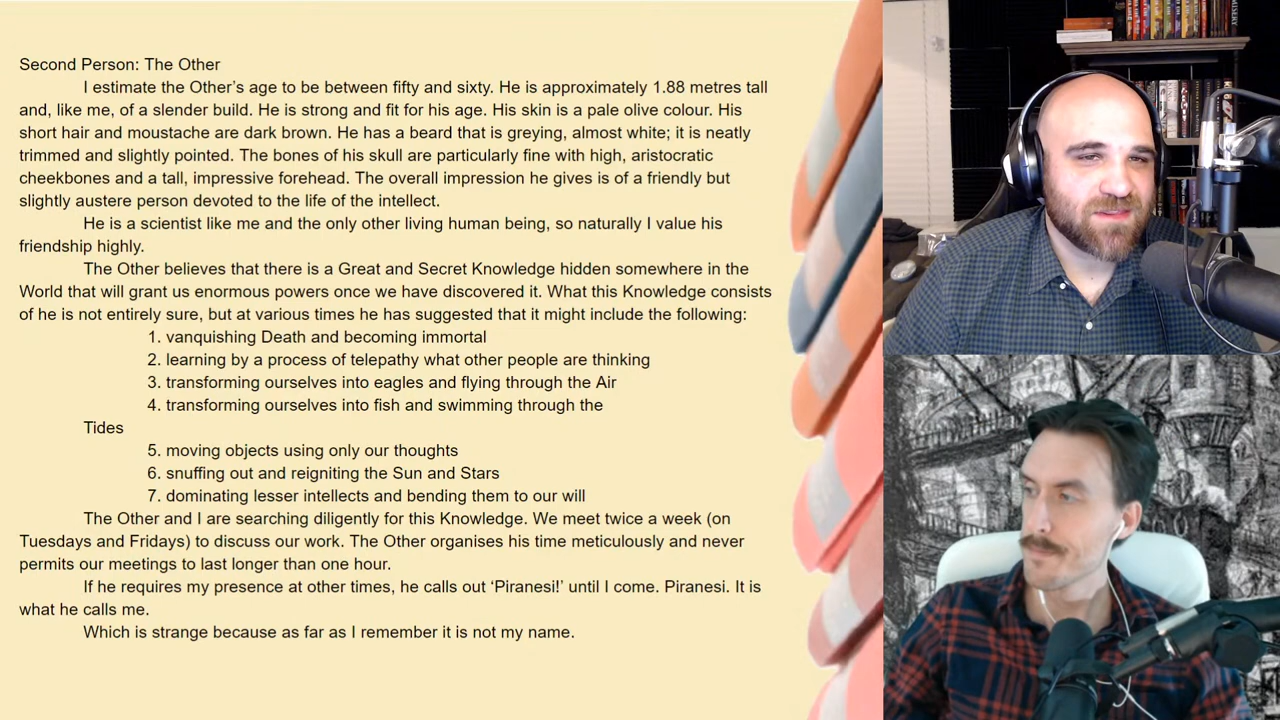 Second Person: The Other
I estimate the Other’s age to be between fifty and sixty. He is approximately 1.88 metres tall
and, like me, of a slender build. He is strong and fit for his age. His skin is a pale olive colour. His
short hair and moustache are dark brown. He has a beard that is greying, almost white; it is neatly
trimmed and slightly pointed. The bones of his skull are particularly fine with high, aristocratic
cheekbones and a tall, impressive forehead. The overall impression he gives is of a friendly but
slightly austere person devoted to the life of the intellect.
He is a scientist like me and the only other living human being, so naturally I value his
friendship highly.
The Other believes that there is a Great and Secret Knowledge hidden somewhere in the
World that will grant us enormous powers once we have discovered it. What this Knowledge consists
of he is not entirely sure, but at various times he has suggested that it might include the following:
1. vanquishing Death and becoming immortal
2. learning by a process of telepathy what other people are thinking
3. transforming ourselves into eagles and flying through the Air
4. transforming ourselves into fish and swimming through the
Tides
5. moving objects using only our thoughts
6. snuffing out and reigniting the Sun and Stars
7. dominating lesser intellects and bending them to our will
The Other and I are searching diligently for this Knowledge. We meet twice a week (on
Tuesdays and Fridays) to discuss our work. The Other organises his time meticulously and never
permits our meetings to last longer than one hour.
If he requires my presence at other times, he calls out ‘Piranesi!’ until I come. Piranesi. It is
what he calls me.
Which is strange because as far as I remember it is not my name.